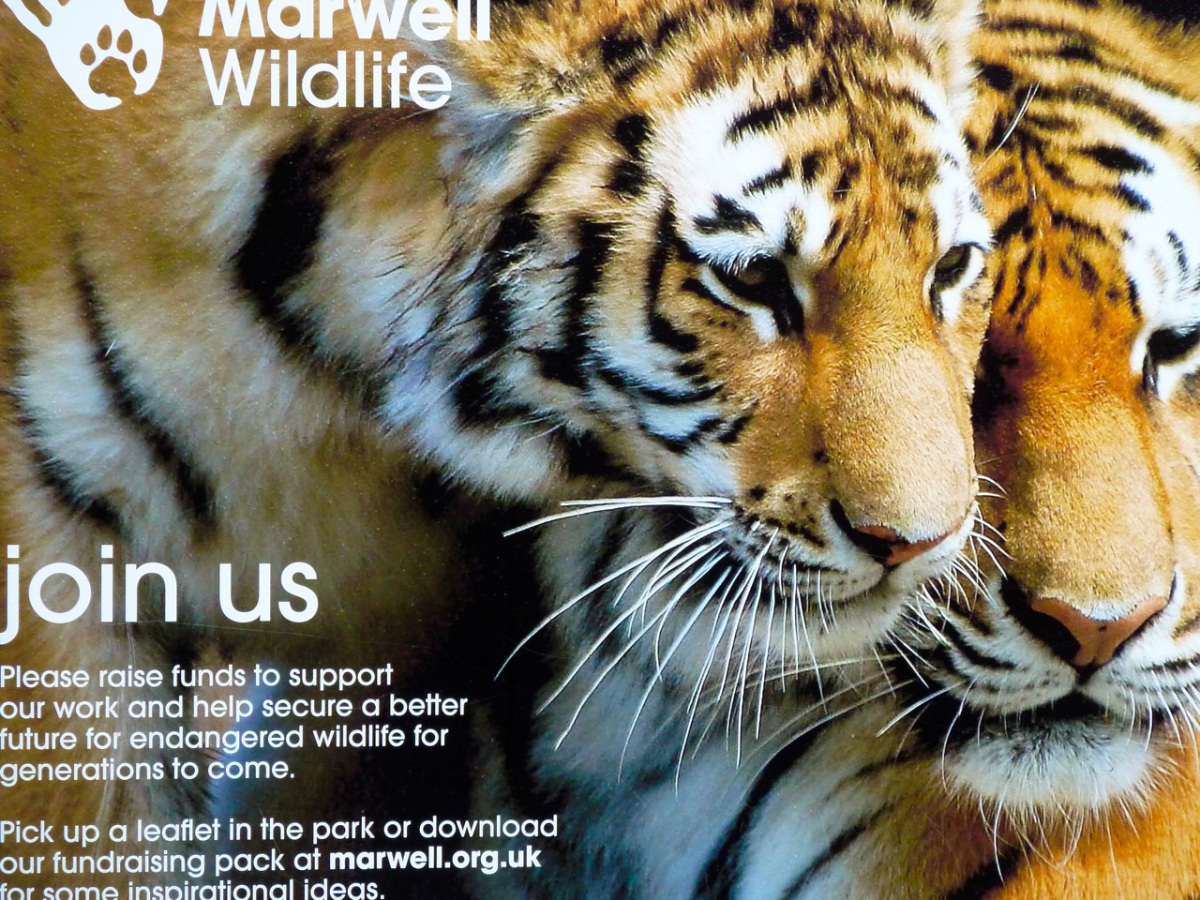 Marwell
Wildlife
join us
Please raise funds to support
our work and help secure a better
future for endangered wildlife for
generations to come.
Pick up a leaflet in the park or download
our fundraising pack at marwell.org.uk
for some inspirational ideas.